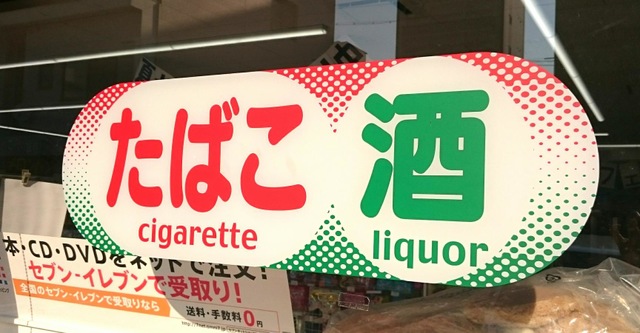 たばこ
cigarette
酒
liquor
本・CD・DVDをネットで注文!
セブン-イレブンで受取り!
全国のセブン-イレブンで受取りなら
送料・手数料0円